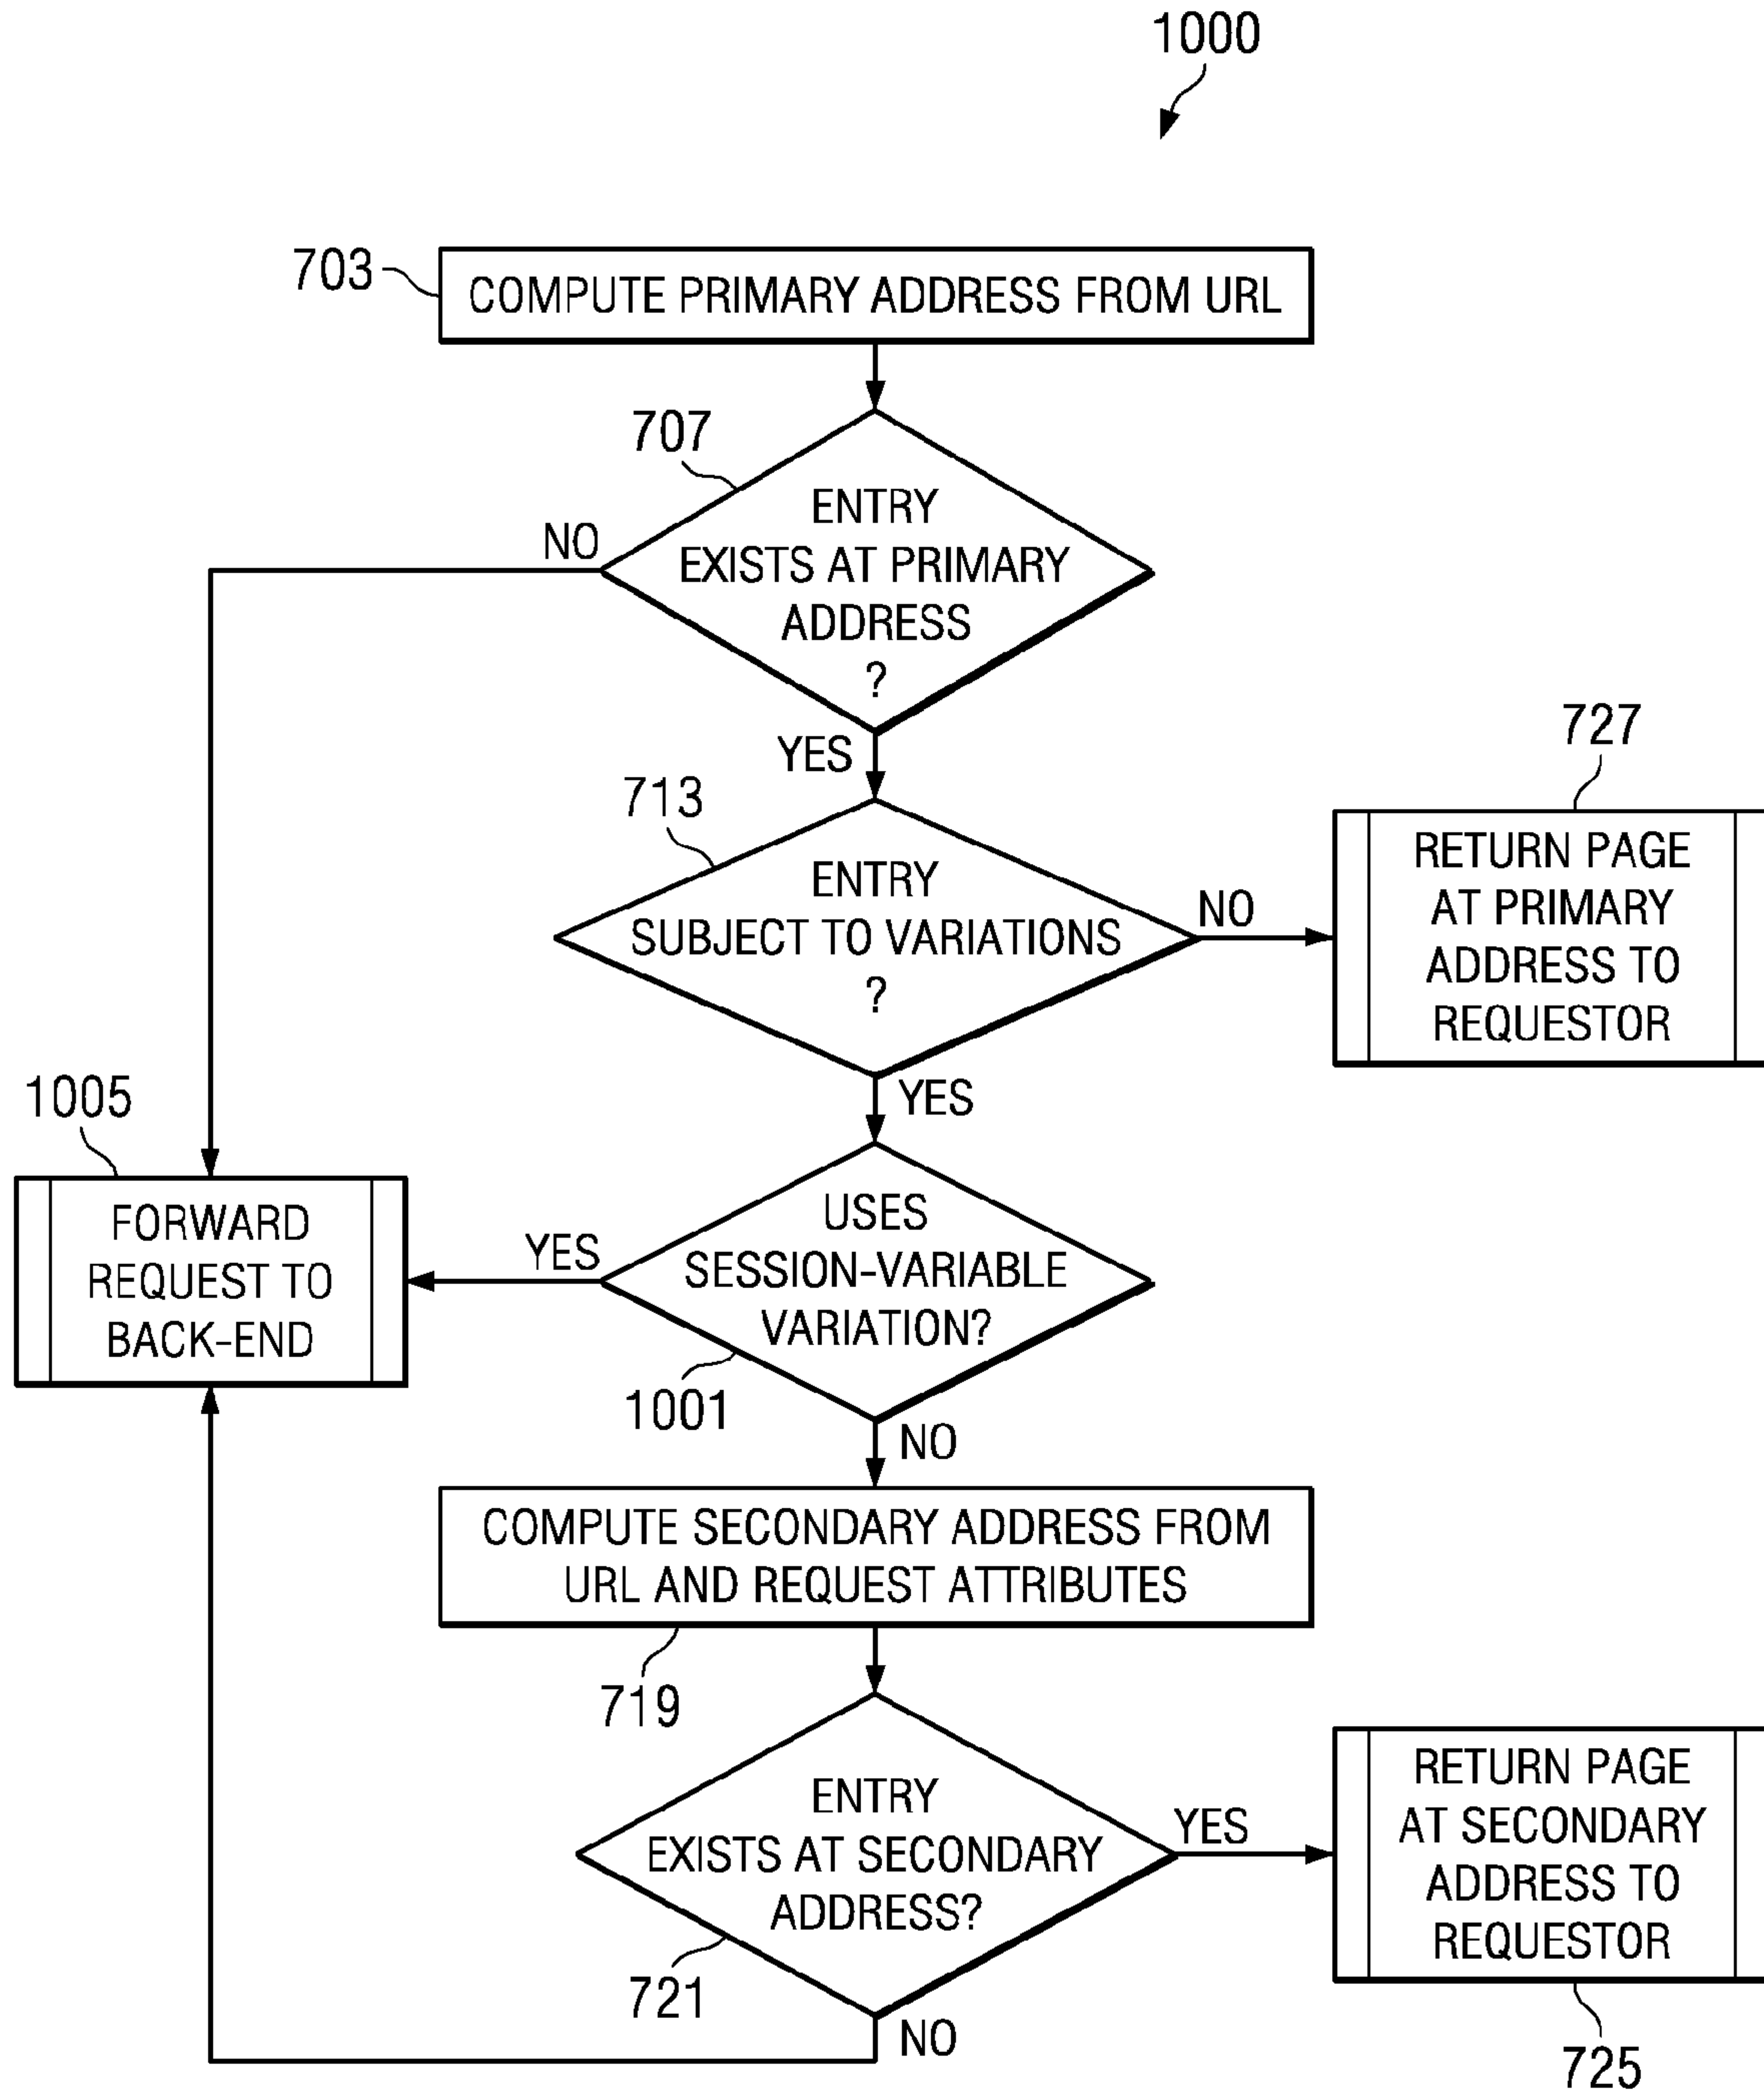 1000
703
COMPUTE PRIMARY ADDRESS FROM URL
707
NO
ENTRY
EXISTS AT PRIMARY
ADDRESS
?
YES
713
ENTRY
SUBJECT TO VARIATIONS
?
NO
727
RETURN PAGE
AT PRIMARY
ADDRESS TO
REQUESTOR
YES
1005
FORWARD
REQUEST TO
BACK-END
YES
USES
SESSION-VARIABLE
VARIATION?
1001
NO
COMPUTE SECONDARY ADDRESS FROM
URL AND REQUEST ATTRIBUTES
719
ENTRY
EXISTS AT SECONDARY
ADDRESS?
YES
RETURN PAGE
AT SECONDARY
ADDRESS TO
REQUESTOR
721
NO
725